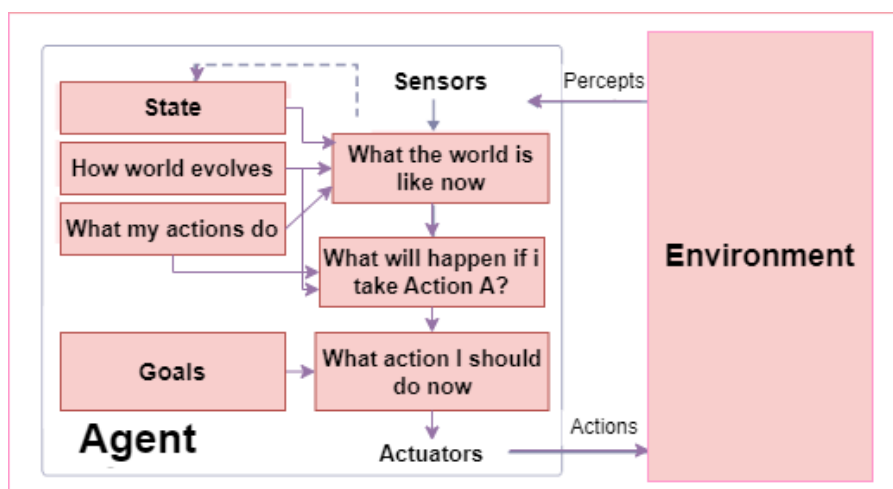 Sensors
Percepts
State
How world evolves
What my actions do
What the world is
like now
What will happen if i
take Action A?
Environment
Goals
What action I should
do now
Agent
Actuators
Actions